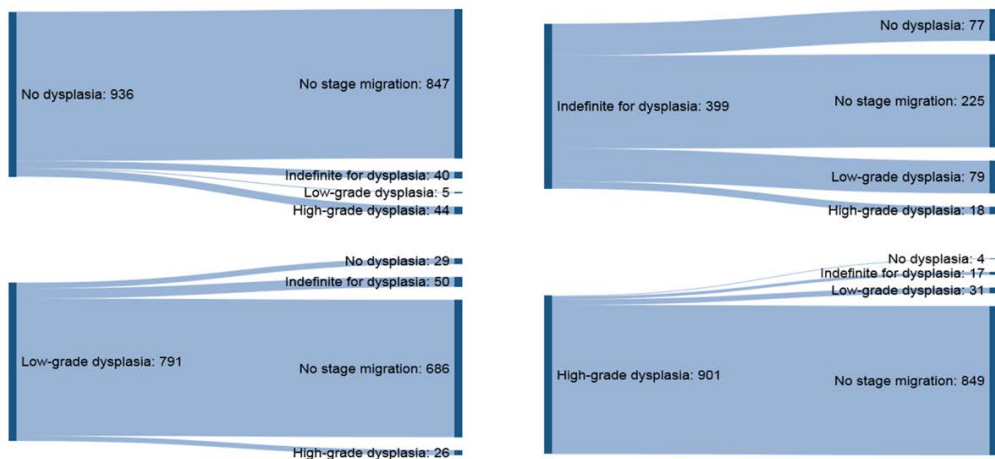 No dysplasia: 936
No stage migration: 847
Indefinite for dysplasia: 40
Low-grade dysplasia: 5
High-grade dysplasia: 44
Indefinite for dysplasia: 399
No dysplasia: 77
No stage migration: 225
Low-grade dysplasia: 79
High-grade dysplasia: 18
Low-grade dysplasia: 791
No dysplasia: 29
Indefinite for dysplasia: 50
No stage migration: 686
High-grade dysplasia: 26
High-grade dysplasia: 901
No dysplasia: 4
Indefinite for dysplasia: 17
Low-grade dysplasia: 31
No stage migration: 849